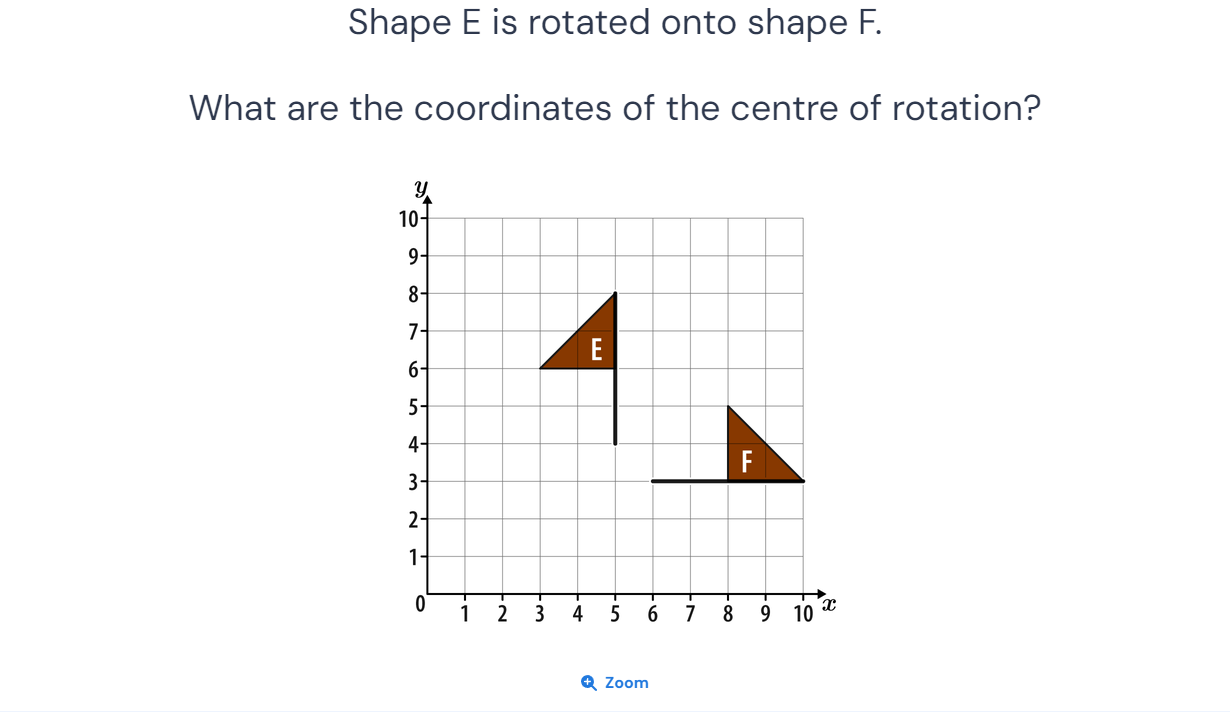 Shape E is rotated onto shape F.
What are the coordinates of the centre of rotation?
y
10
9
8
7
E
6
5
4
F
3
2
1
0
1 2 3 4 5 6 7 8 9 10 x
Zoom